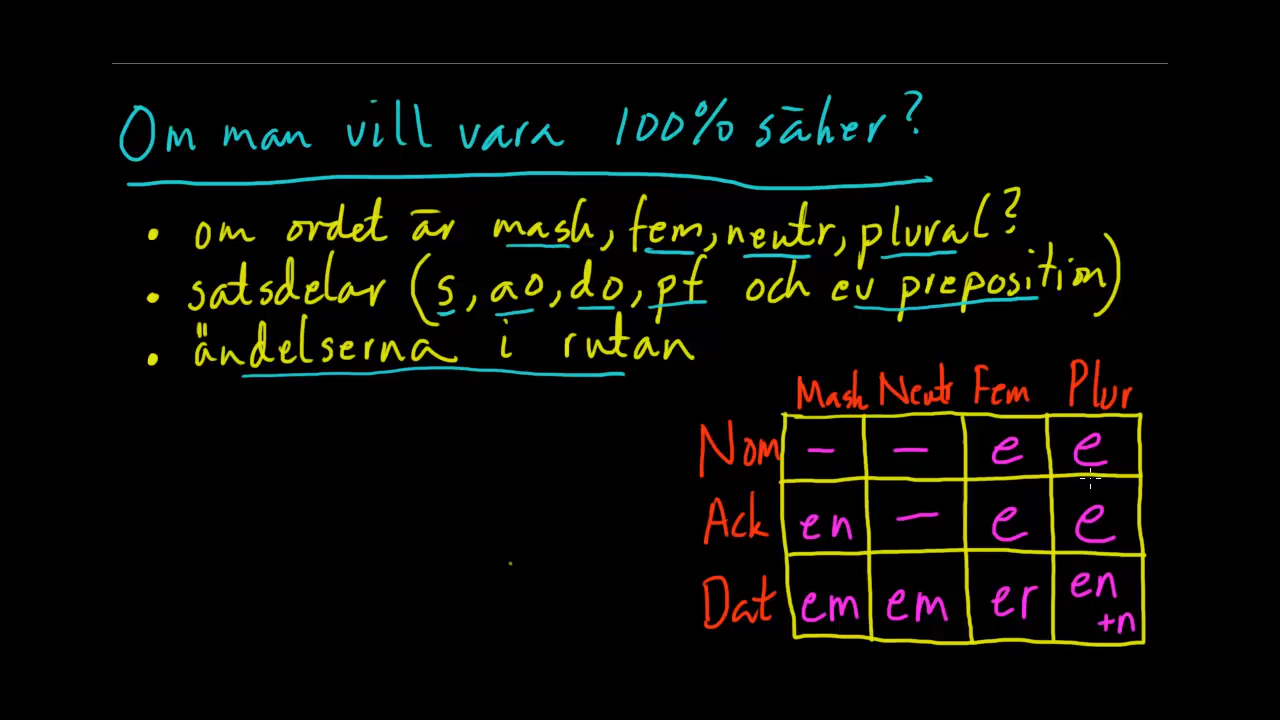 Om man vill vara 100% säker?
• om ordet är mask, fem, neutr, plural?
• satsdelar (s, ao, do, pf och ev preposition)
• ändelserna i rutan
Mask Neutr Fem Plur
Nom – – e e
Ack en – e e
Dat em em er en +n